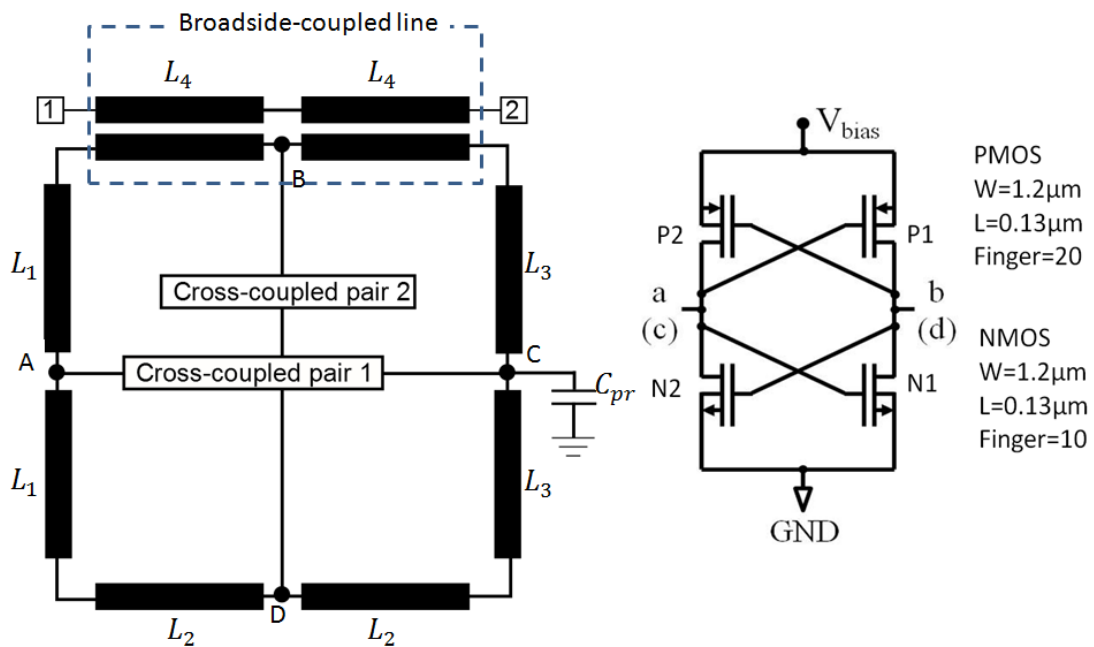 Broadside-coupled line
L₄ L₄
1 2
B
L₁ L₃
Cross-coupled pair 2
A C
Cross-coupled pair 1
C_pr
L₁ L₃
D
L₂ L₂
V_bias
P2 P1
a b
(c) (d)
N2 N1
GND
PMOS
W=1.2μm
L=0.13μm
Finger=20
NMOS
W=1.2μm
L=0.13μm
Finger=10